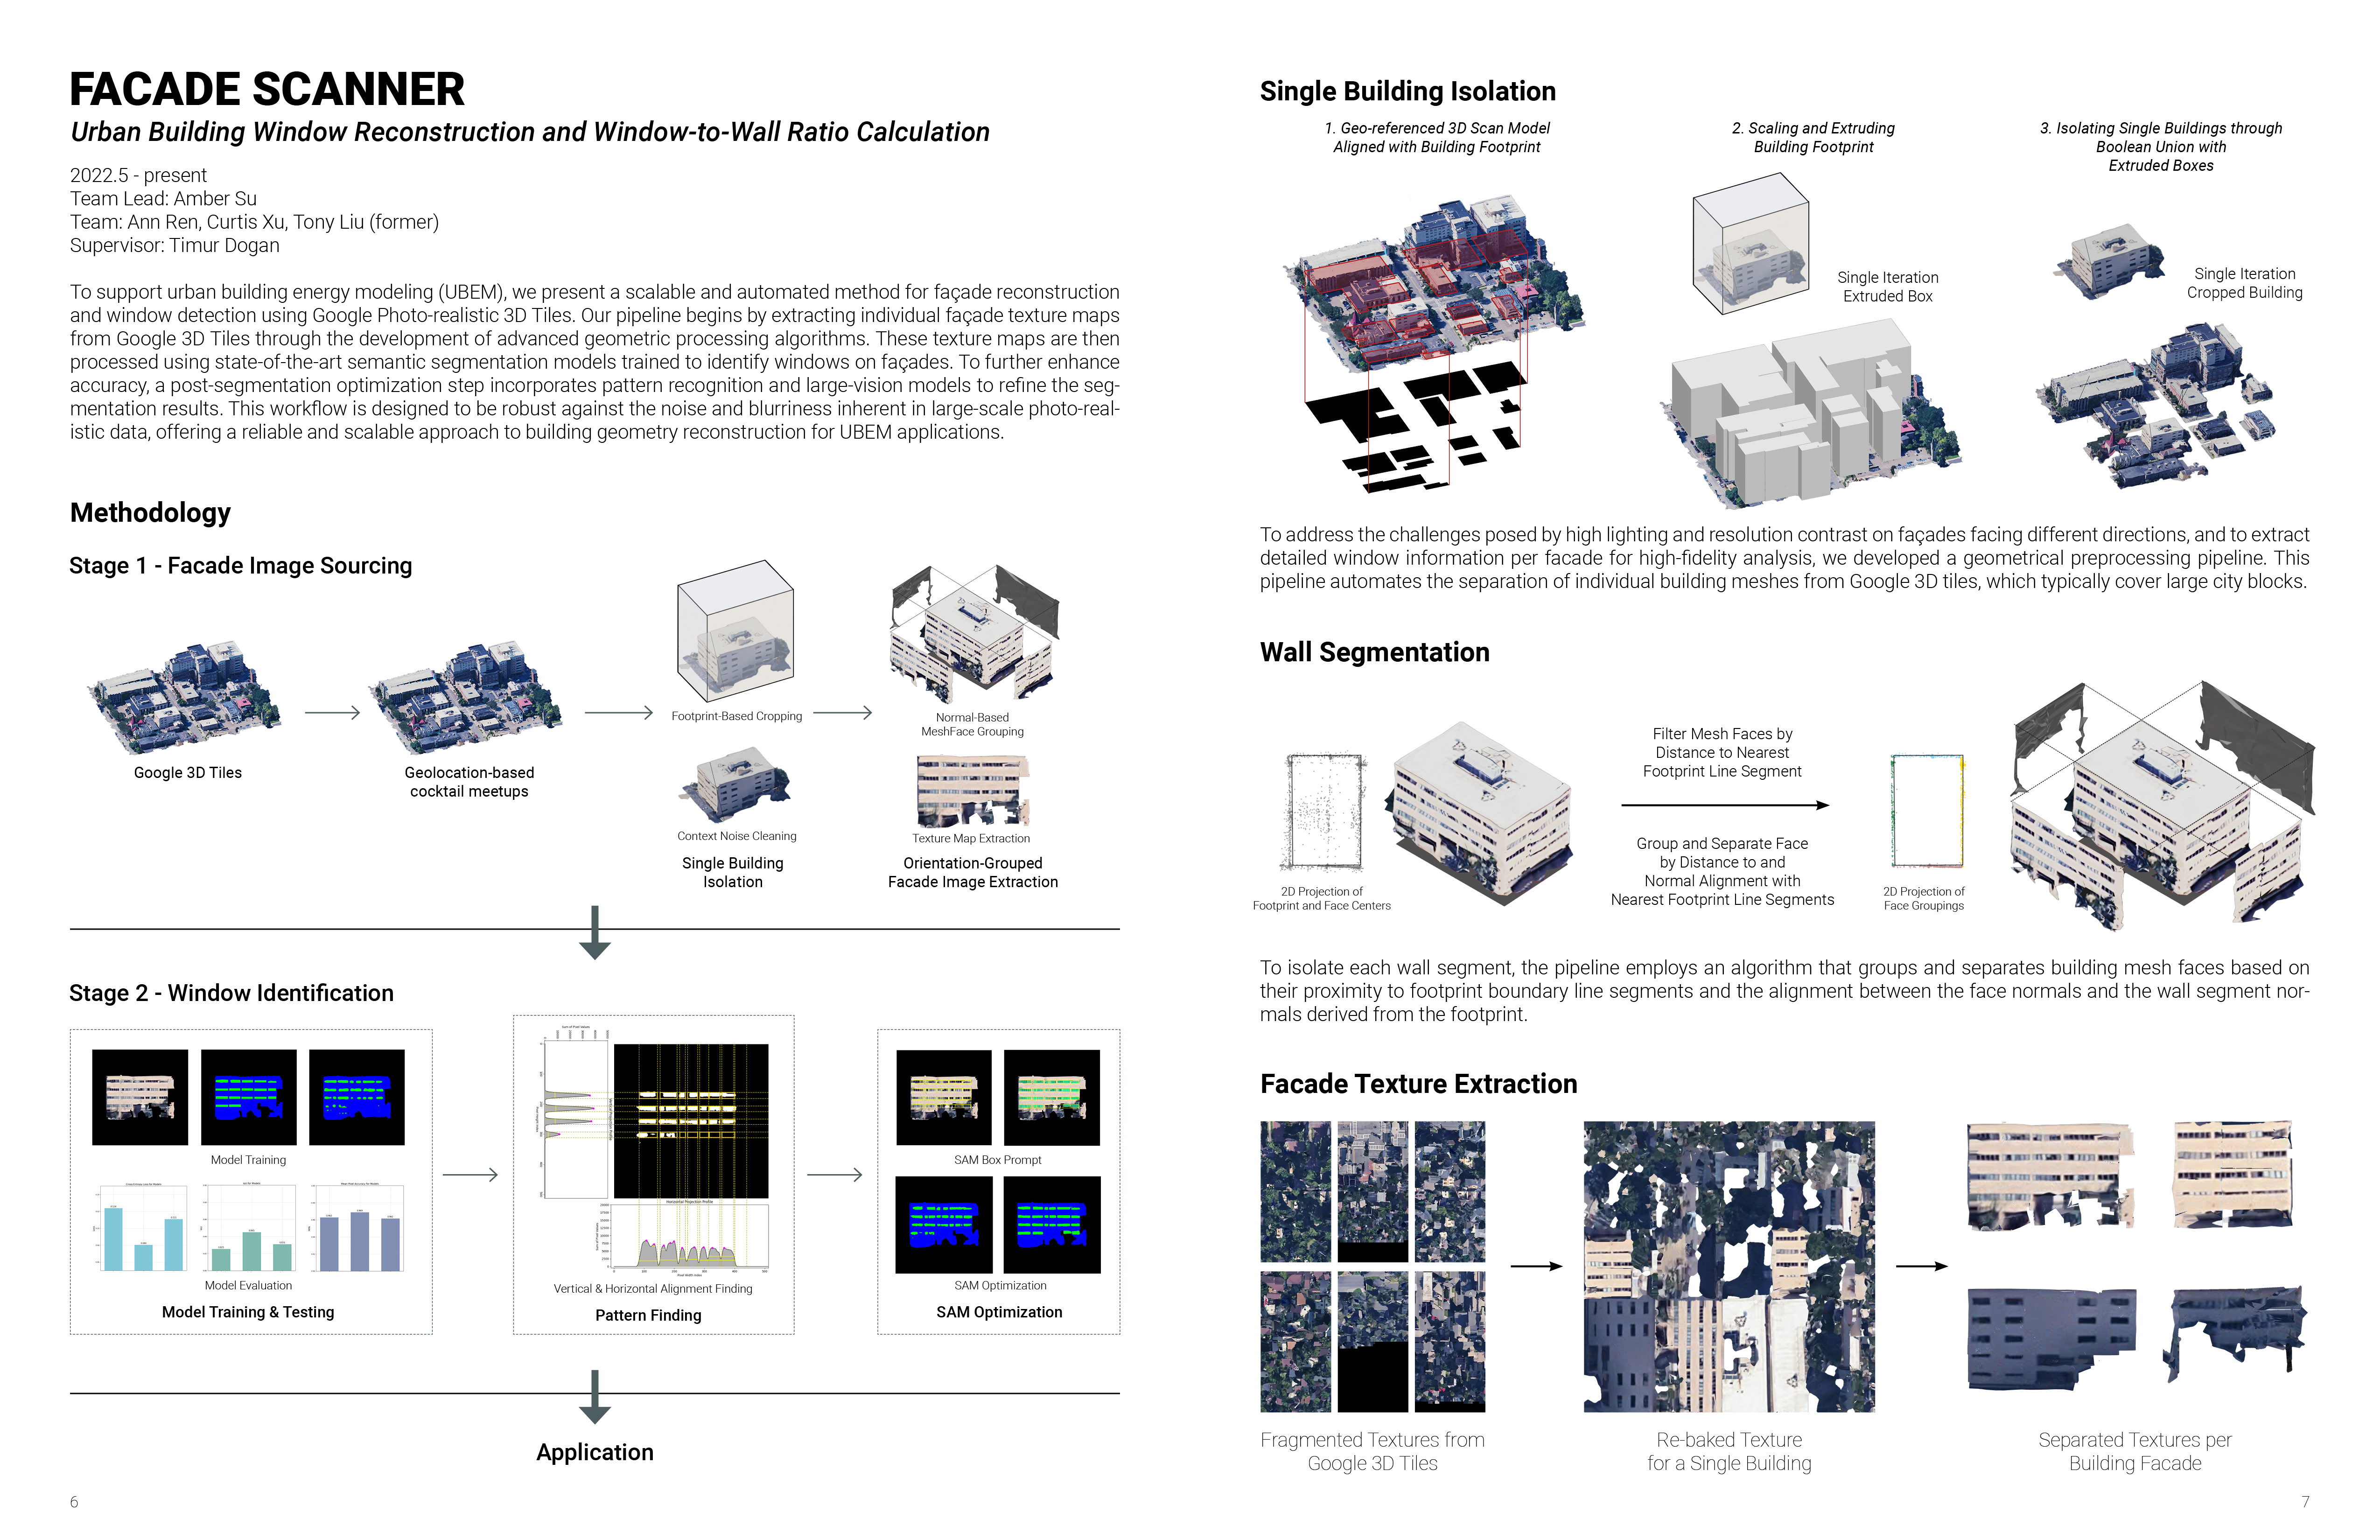 FACADE SCANNER
Urban Building Window Reconstruction and Window-to-Wall Ratio Calculation
2022.5 - present
Team Lead: Amber Su
Team: Ann Ren, Curtis Xu, Tony Liu (former)
Supervisor: Timur Dogan
To support urban building energy modeling (UBEM), we present a scalable and automated method for façade reconstruction
and window detection using Google Photo-realistic 3D Tiles. Our pipeline begins by extracting individual façade texture maps
from Google 3D Tiles through the development of advanced geometric processing algorithms. These texture maps are then
processed using state-of-the-art semantic segmentation models trained to identify windows on façades. To further enhance
accuracy, a post-segmentation optimization step incorporates pattern recognition and large-vision models to refine the seg-
mentation results. This workflow is designed to be robust against the noise and blurriness inherent in large-scale photo-real-
istic data, offering a reliable and scalable approach to building geometry reconstruction for UBEM applications.
Methodology
Stage 1 - Facade Image Sourcing
Google 3D Tiles
Geolocation-based
cocktail meetups
Footprint-Based Cropping
Context Noise Cleaning
Single Building
Isolation
Normal-Based
MeshFace Grouping
Texture Map Extraction
Orientation-Grouped
Facade Image Extraction
Stage 2 - Window Identification
Model Training
Model Evaluation
Model Training & Testing
Sum of Pixel Values
Horizontal Projection Profile
Vertical & Horizontal Alignment Finding
Pattern Finding
SAM Box Prompt
SAM Optimization
SAM Optimization
Application
6
Single Building Isolation
1. Geo-referenced 3D Scan Model
Aligned with Building Footprint
2. Scaling and Extruding
Building Footprint
Single Iteration
Extruded Box
3. Isolating Single Buildings through
Boolean Union with
Extruded Boxes
Single Iteration
Cropped Building
To address the challenges posed by high lighting and resolution contrast on façades facing different directions, and to extract
detailed window information per facade for high-fidelity analysis, we developed a geometrical preprocessing pipeline. This
pipeline automates the separation of individual building meshes from Google 3D tiles, which typically cover large city blocks.
Wall Segmentation
2D Projection of
Footprint and Face Centers
Filter Mesh Faces by
Distance to Nearest
Footprint Line Segment
Group and Separate Face
by Distance to and
Normal Alignment with
Nearest Footprint Line Segments
2D Projection of
Face Groupings
To isolate each wall segment, the pipeline employs an algorithm that groups and separates building mesh faces based on
their proximity to footprint boundary line segments and the alignment between the face normals and the wall segment nor-
mals derived from the footprint.
Facade Texture Extraction
Fragmented Textures from
Google 3D Tiles
Re-baked Texture
for a Single Building
Separated Textures per
Building Facade
7